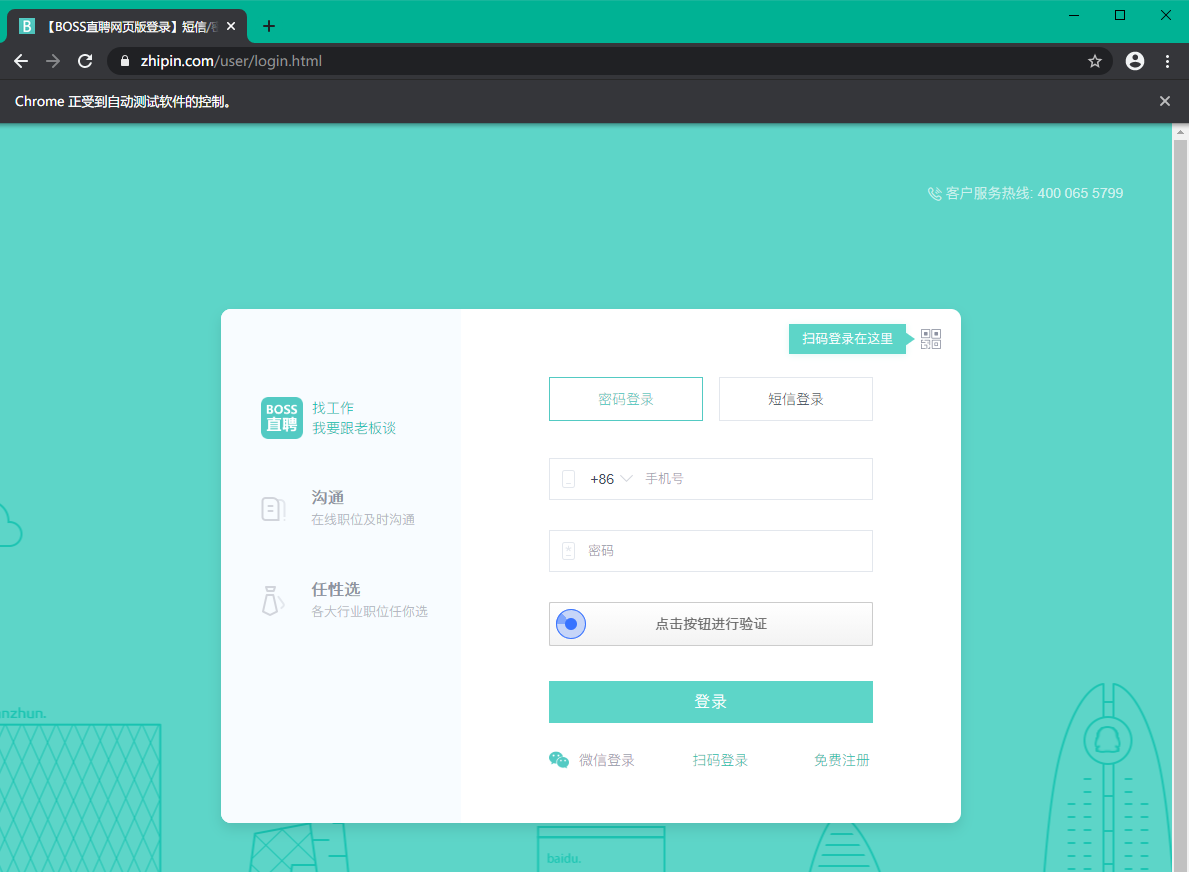 【BOSS直聘网页版登录】短信/
zhipin.com/user/login.html
Chrome 正受到自动测试软件的控制。
客户服务热线: 400 065 5799
扫码登录在这里
BOSS
直聘
找工作
我要跟老板谈
沟通
在线职位及时沟通
任性选
各大行业职位任你选
密码登录
短信登录
+86
手机号
密码
点击按钮进行验证
登录
微信登录
扫码登录
免费注册
nzhun.
baidu.